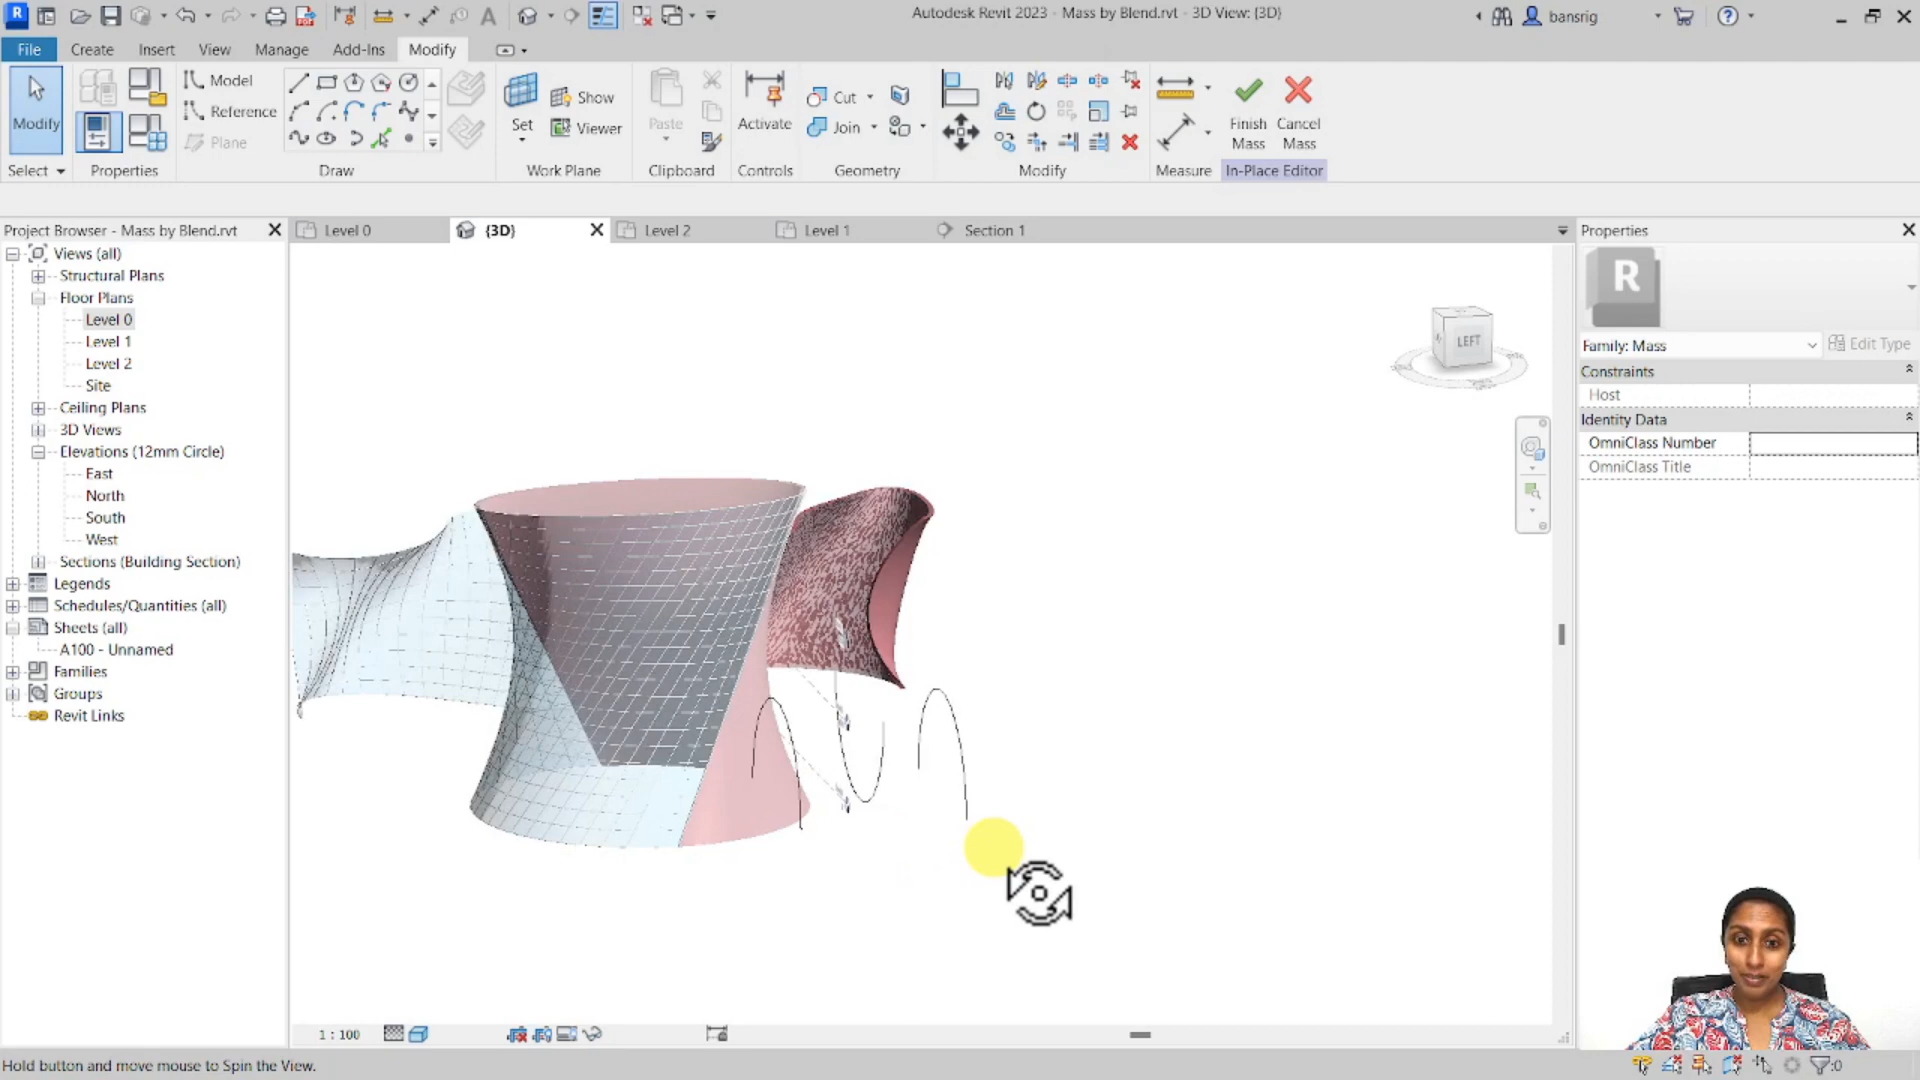 Autodesk Revit 2023 - Mass by Blend.rvt - 3D View: {3D}
bansrig
File Create Insert View Manage Add-Ins Modify
Modify
Model
Reference
Plane
Set
Show
Viewer
Paste
Activate
Cut
Join
Finish Mass
Cancel Mass
Select Properties Draw Work Plane Clipboard Controls Geometry Modify Measure In-Place Editor
Project Browser - Mass by Blend.rvt
Level 0 {3D} Level 2 Level 1 Section 1
Properties
Views (all)
Structural Plans
Floor Plans
Level 0
Level 1
Level 2
Site
Ceiling Plans
3D Views
Elevations (12mm Circle)
East
North
South
West
Sections (Building Section)
Legends
Schedules/Quantities (all)
Sheets (all)
A100 - Unnamed
Families
Groups
Revit Links
LEFT
R
Family: Mass
Edit Type
Constraints
Host
Identity Data
OmniClass Number
OmniClass Title
1 : 100
Hold button and move mouse to Spin the View.
:0